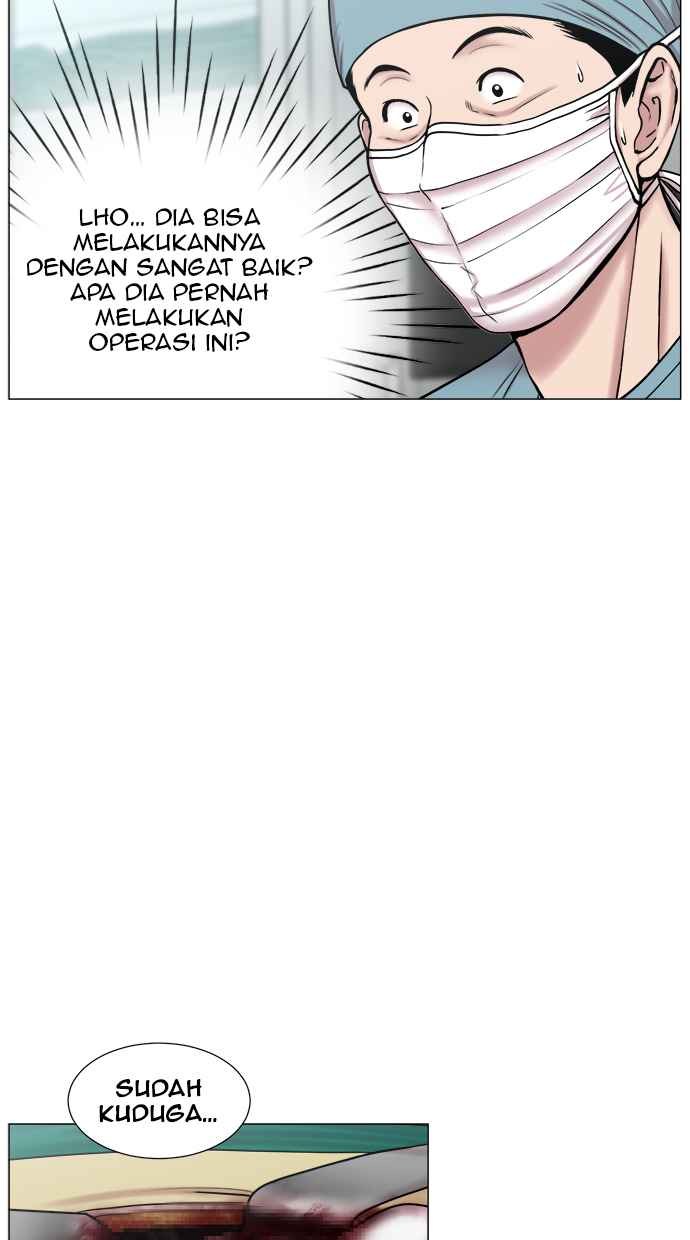 LHO... DIA BISA
MELAKUKANNYA
DENGAN SANGAT BAIK?
APA DIA PERNAH
MELAKUKAN
OPERASI INI?
SUDAH
KUDUGA...